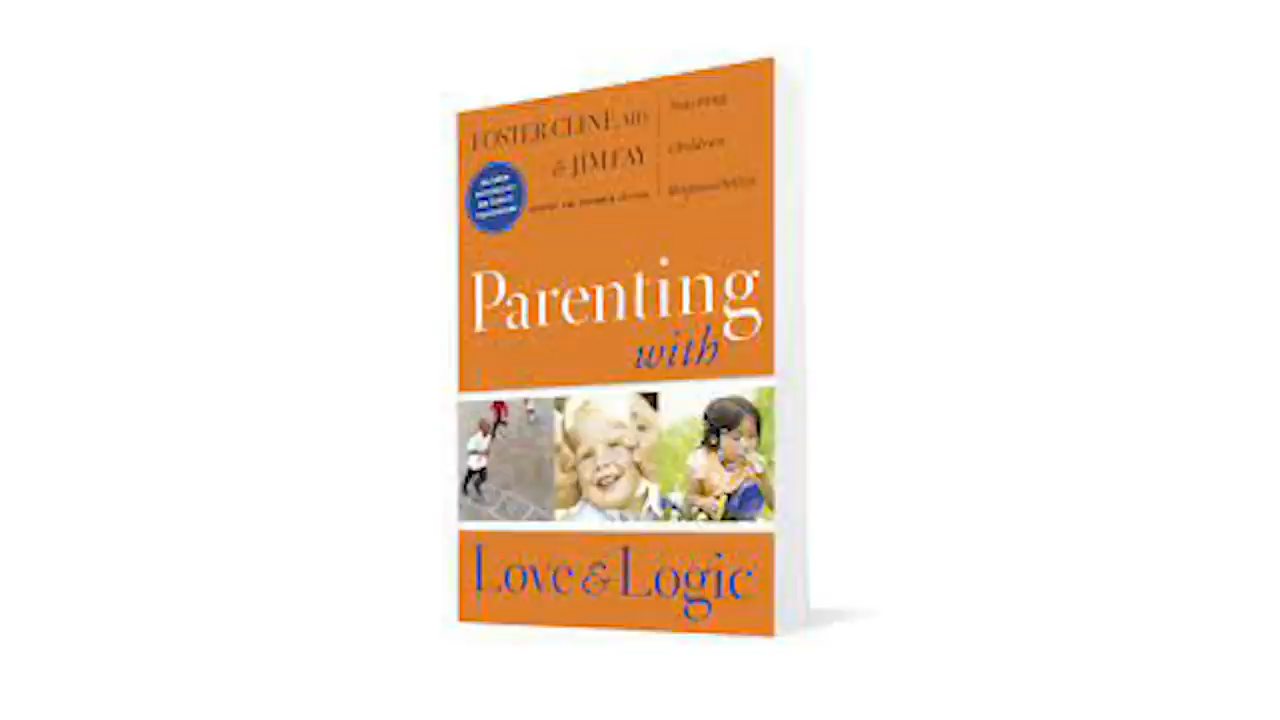 FOSTER CLINE, MD
& JIM FAY
Teaching
Children
Responsibility
Parenting
with
Love & Logic